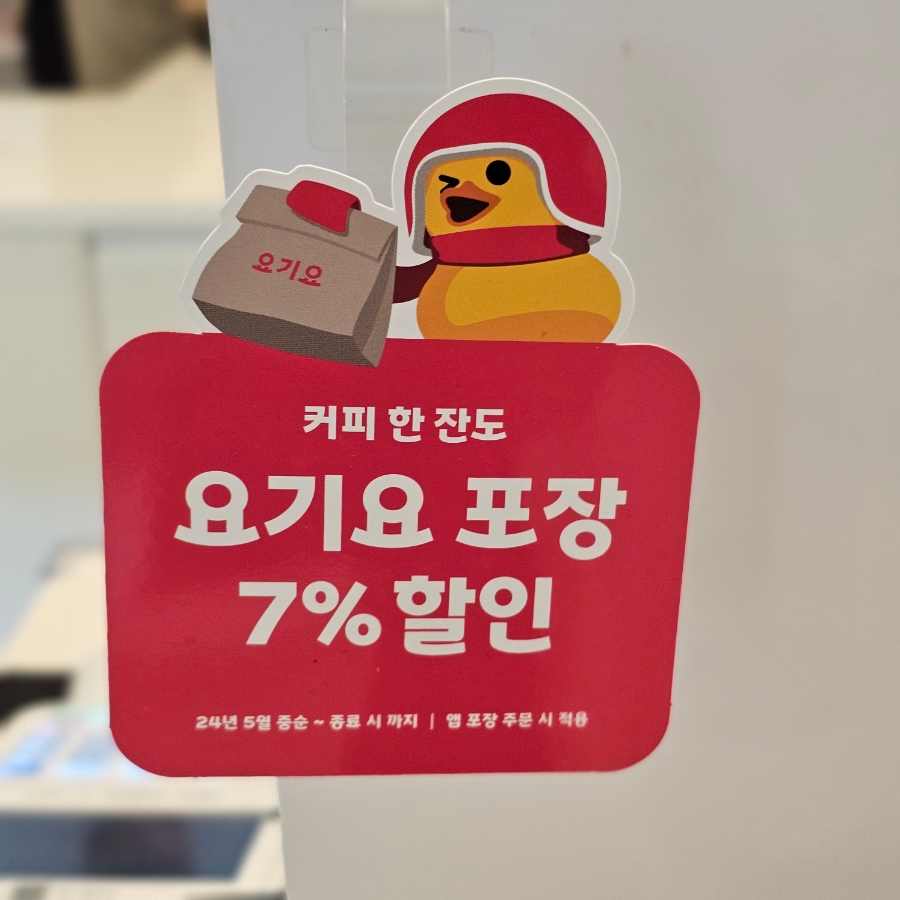 요기요
커피 한 잔도
요기요 포장
7% 할인
24년 5월 중순 ~ 종료 시 까지 | 앱 포장 주문 시 적용